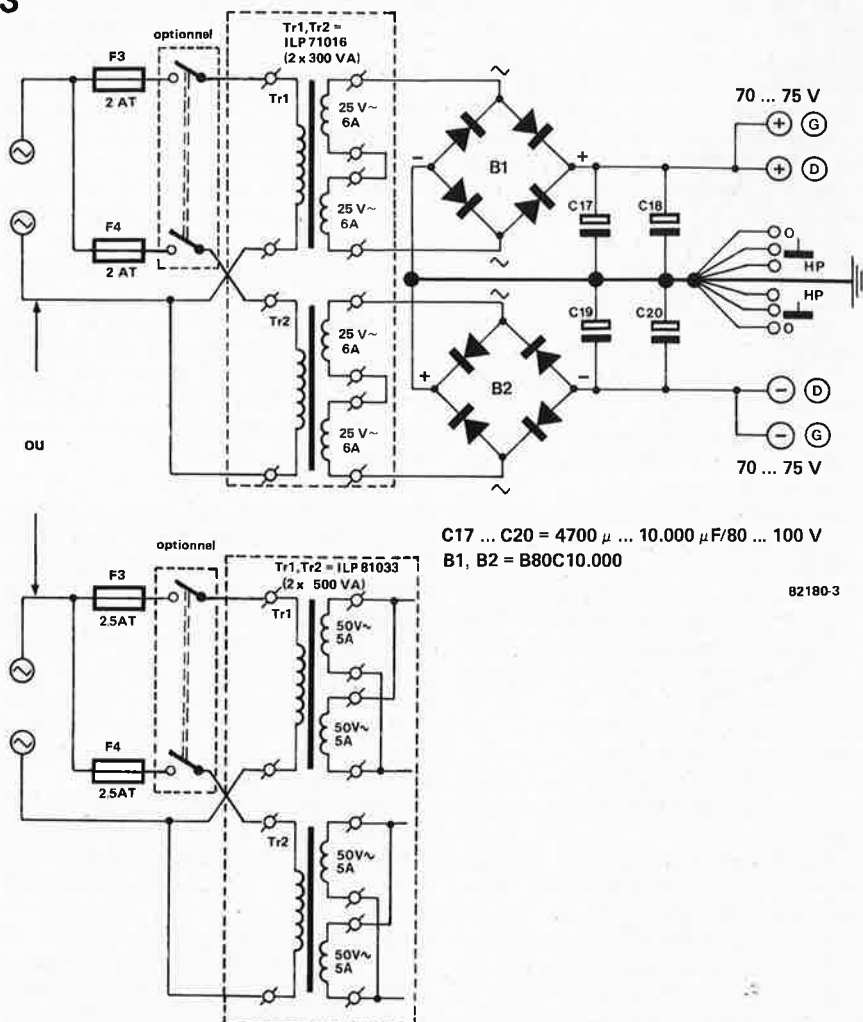 3
optionnel
Tr1,Tr2 =
ILP 71016
(2 x 300 VA)
F3
2 AT
Tr1
25 V~
6A
25 V~
6A
F4
2 AT
Tr2
25 V~
6A
25 V~
6A
~
B1
-
+
~
~
B2
+
-
~
C17
C18
C19
C20
70 ... 75 V
+ G
+ D
0
HP
HP
0
- D
- G
70 ... 75 V
ou
C17 ... C20 = 4700 µ ... 10.000 µF/80 ... 100 V
B1, B2 = B80C10.000
82180-3
optionnel
Tr1,Tr2 = ILP 81033
(2x 500 VA)
F3
2.5AT
Tr1
50V~
5A
50V~
5A
F4
2.5AT
Tr2
50V~
5A
50V~
5A